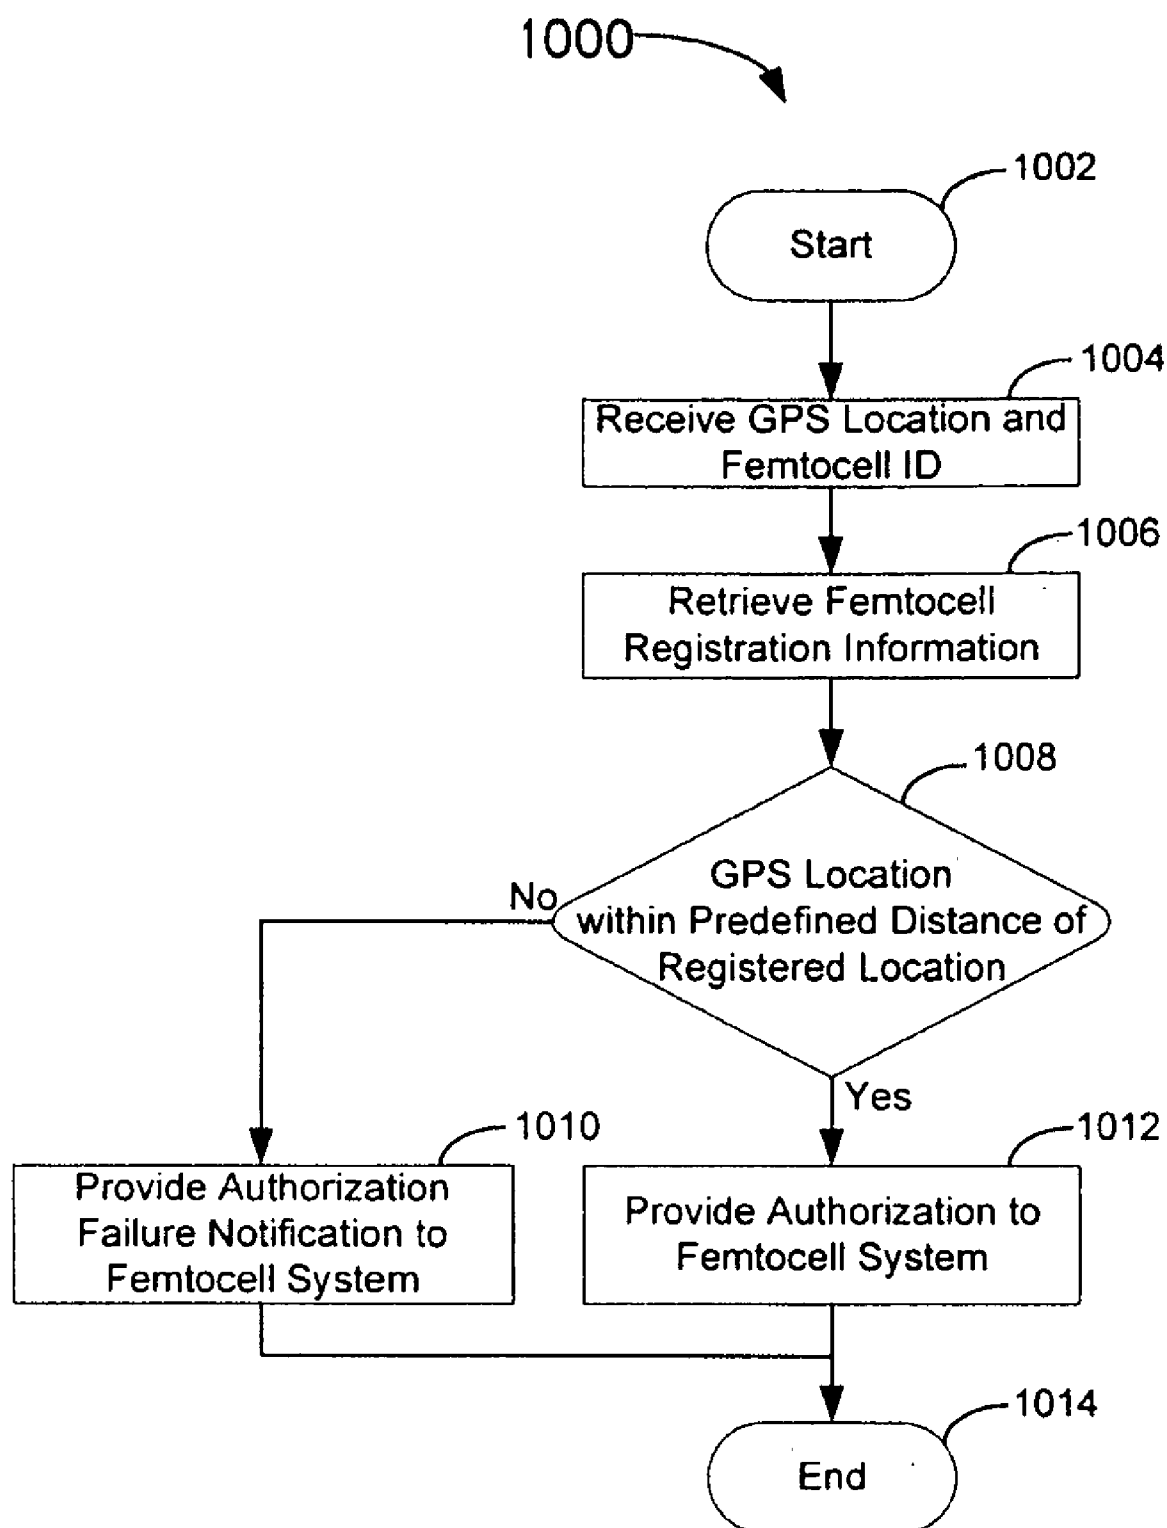 1000
1002
Start
1004
Receive GPS Location and
Femtocell ID
1006
Retrieve Femtocell
Registration Information
1008
GPS Location
within Predefined Distance of
Registered Location
No
Yes
1010
Provide Authorization
Failure Notification to
Femtocell System
1012
Provide Authorization to
Femtocell System
1014
End